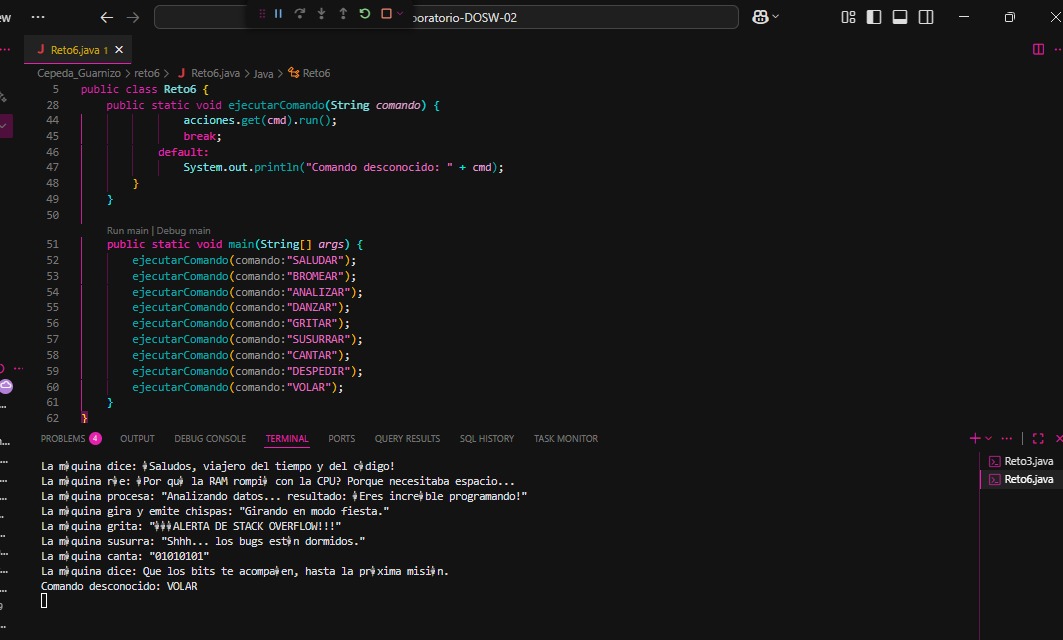 ew
boratorio-DOSW-02
J Reto6.java 1
Cepeda_Guarnizo > reto6 > J Reto6.java > Java > Reto6
5 public class Reto6 {
28 public static void ejecutarComando(String comando) {
44 acciones.get(cmd).run();
45 break;
46 default:
47 System.out.println("Comando desconocido: " + cmd);
48 }
49 }
50
Run main | Debug main
51 public static void main(String[] args) {
52 ejecutarComando(comando:"SALUDAR");
53 ejecutarComando(comando:"BROMEAR");
54 ejecutarComando(comando:"ANALIZAR");
55 ejecutarComando(comando:"DANZAR");
56 ejecutarComando(comando:"GRITAR");
57 ejecutarComando(comando:"SUSURRAR");
58 ejecutarComando(comando:"CANTAR");
59 ejecutarComando(comando:"DESPEDIR");
60 ejecutarComando(comando:"VOLAR");
61 }
62 }
PROBLEMS 4 OUTPUT DEBUG CONSOLE TERMINAL PORTS QUERY RESULTS SQL HISTORY TASK MONITOR
La m�quina dice: �Saludos, viajero del tiempo y del c�digo!
La m�quina r�e: �Por qu� la RAM rompi� con la CPU? Porque necesitaba espacio...
La m�quina procesa: "Analizando datos... resultado: �Eres incre�ble programando!"
La m�quina gira y emite chispas: "Girando en modo fiesta."
La m�quina grita: "���ALERTA DE STACK OVERFLOW!!!"
La m�quina susurra: "Shhh... los bugs est�n dormidos."
La m�quina canta: "01010101"
La m�quina dice: Que los bits te acompa�en, hasta la pr�xima misi�n.
Comando desconocido: VOLAR
Reto3.java
Reto6.java